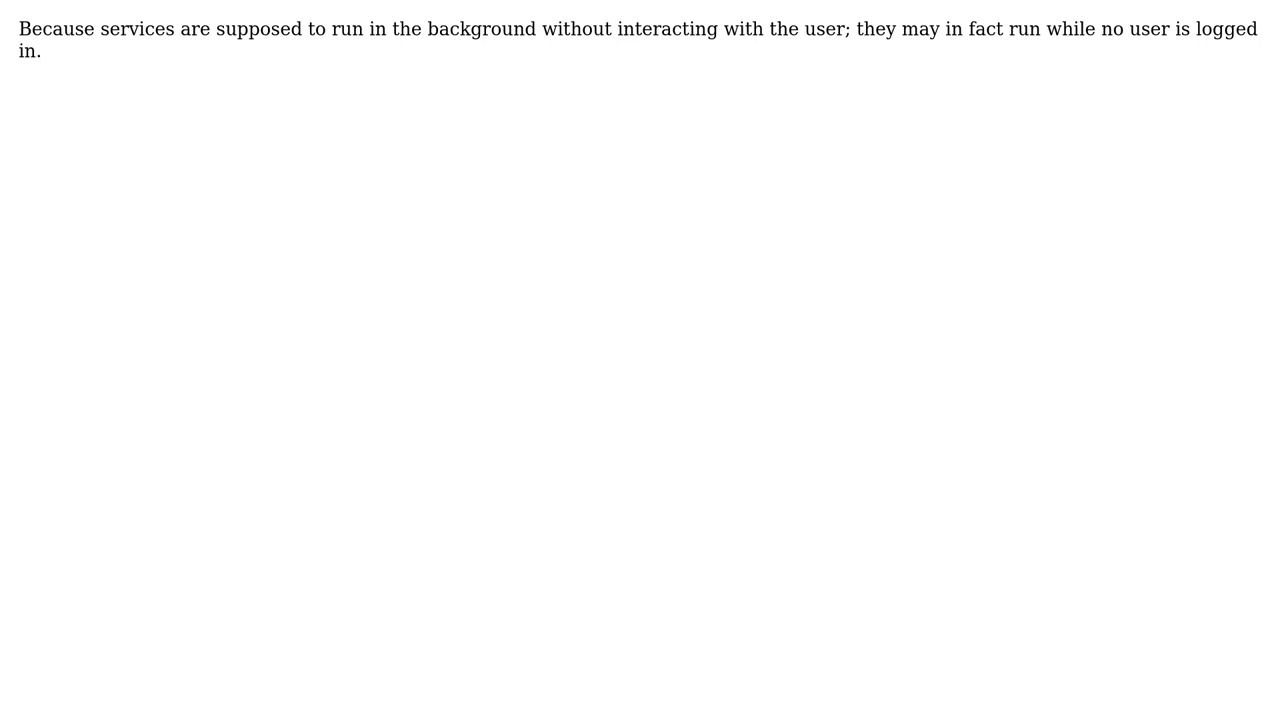 Because services are supposed to run in the background without interacting with the user; they may in fact run while no user is logged
in.